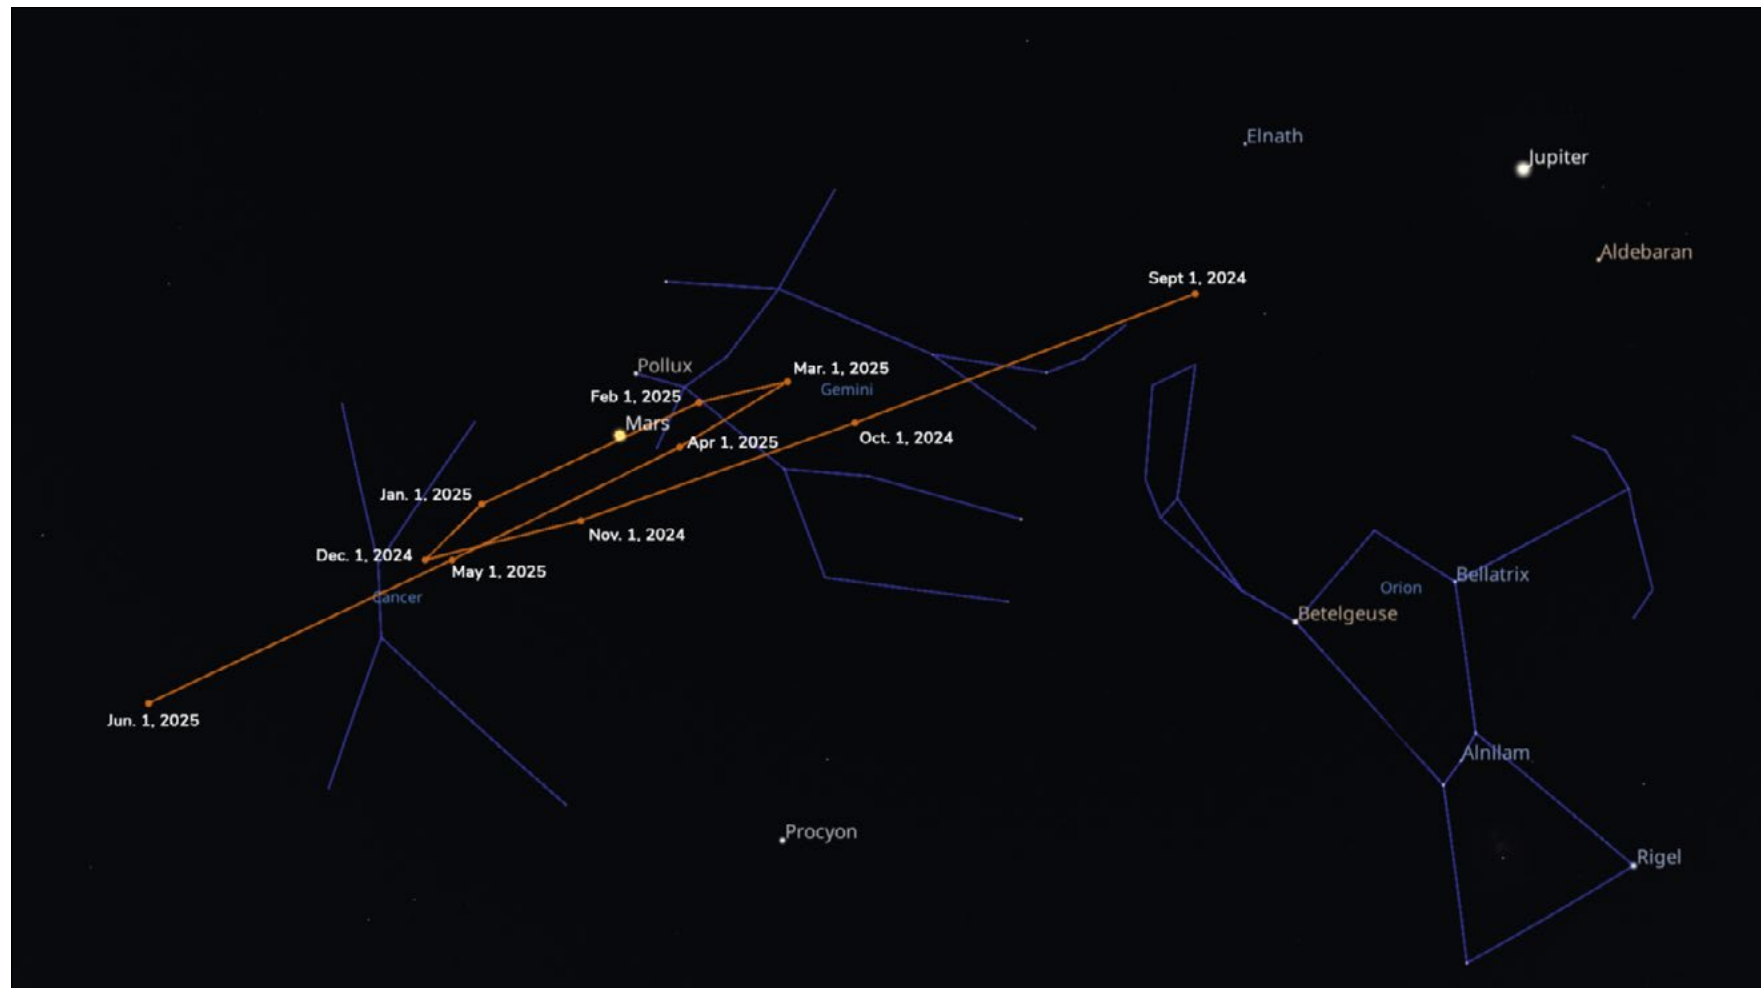 Elnath
Jupiter
Aldebaran
Sept 1, 2024
Pollux
Mar. 1, 2025
Feb 1, 2025
Gemini
Mars
Apr 1, 2025
Oct. 1, 2024
Jan. 1, 2025
Nov. 1, 2024
Dec. 1, 2024
May 1, 2025
Cancer
Bellatrix
Orion
Betelgeuse
Jun. 1, 2025
Alnilam
Procyon
Rigel